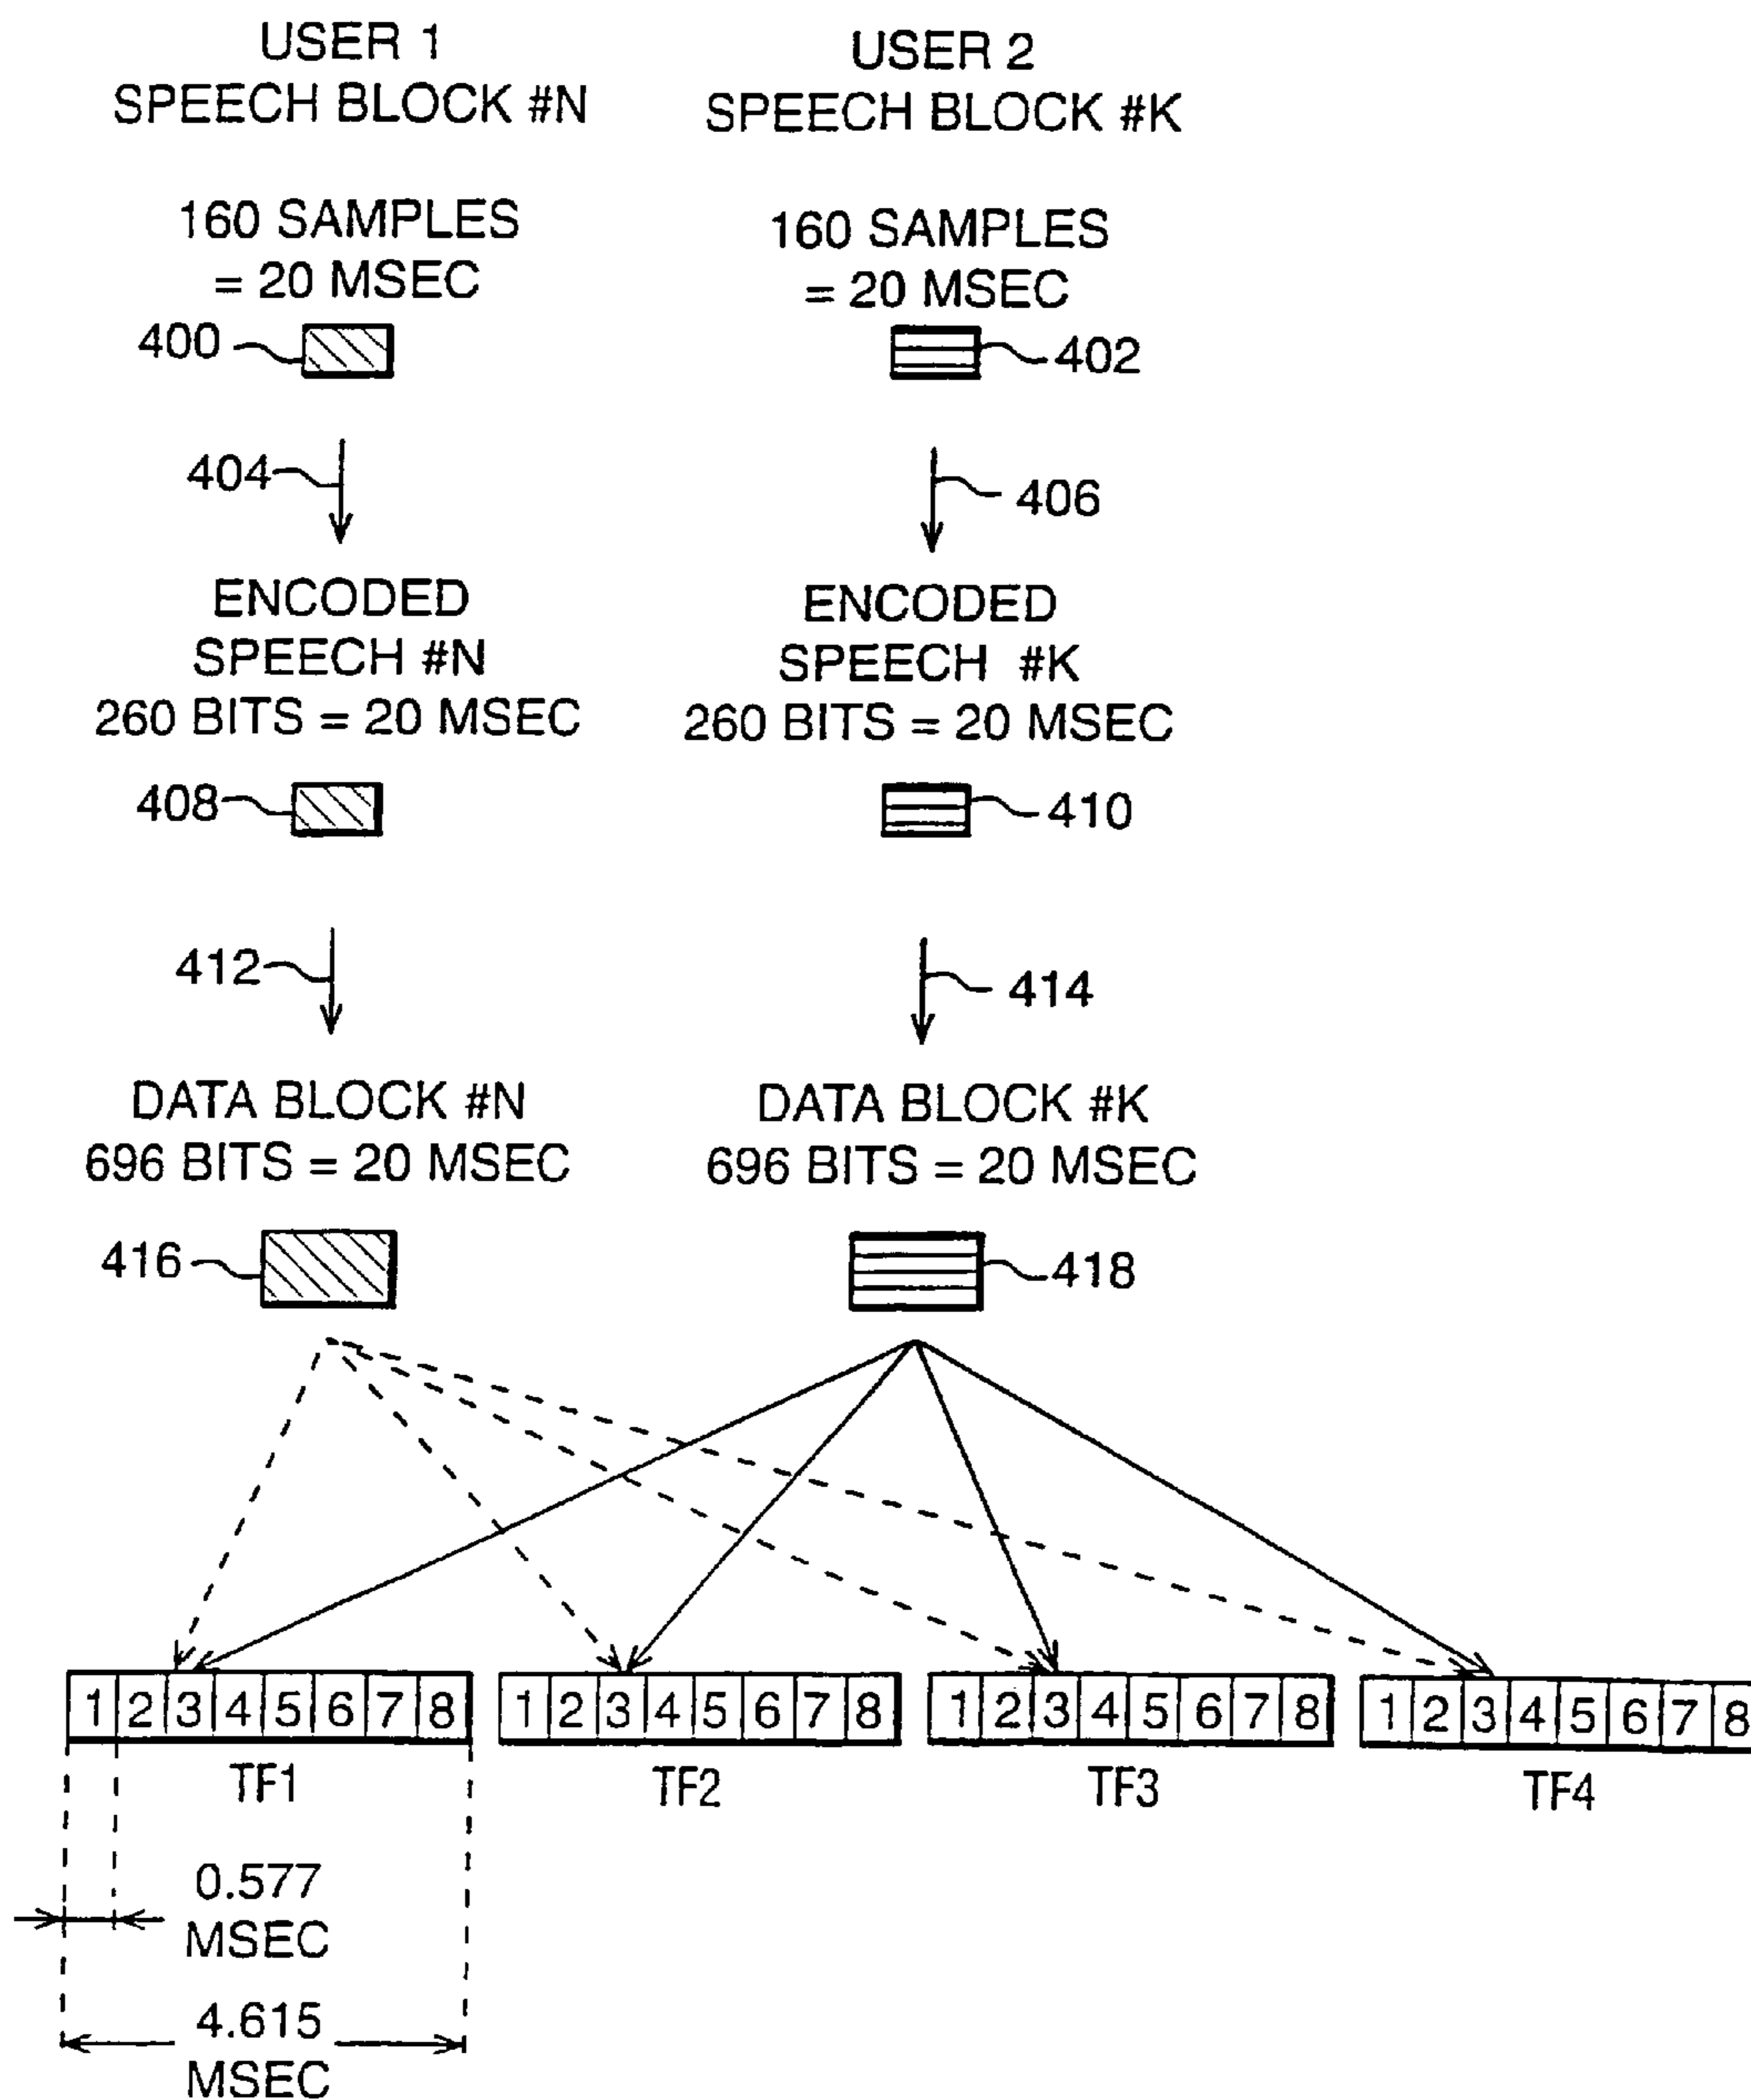 USER 1
SPEECH BLOCK #N
USER 2
SPEECH BLOCK #K
160 SAMPLES
= 20 MSEC
160 SAMPLES
= 20 MSEC
400
402
404
406
ENCODED
SPEECH #N
260 BITS = 20 MSEC
ENCODED
SPEECH #K
260 BITS = 20 MSEC
408
410
412
414
DATA BLOCK #N
696 BITS = 20 MSEC
DATA BLOCK #K
696 BITS = 20 MSEC
416
418
1 2 3 4 5 6 7 8
1 2 3 4 5 6 7 8
1 2 3 4 5 6 7 8
1 2 3 4 5 6 7 8
TF1
TF2
TF3
TF4
0.577
MSEC
4.615
MSEC